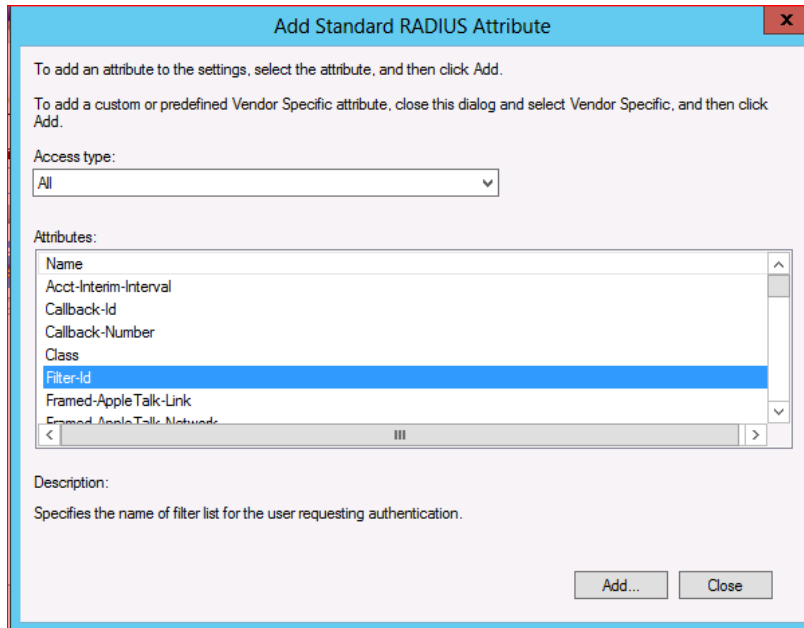 Add Standard RADIUS Attribute
x
To add an attribute to the settings, select the attribute, and then click Add.
To add a custom or predefined Vendor Specific attribute, close this dialog and select Vendor Specific, and then click
Add.
Access type:
All
Attributes:
Name
Acct-Interim-Interval
Callback-Id
Callback-Number
Class
Filter-Id
Framed-AppleTalk-Link
Framed-AppleTalk-Network
Description:
Specifies the name of filter list for the user requesting authentication.
Add...
Close